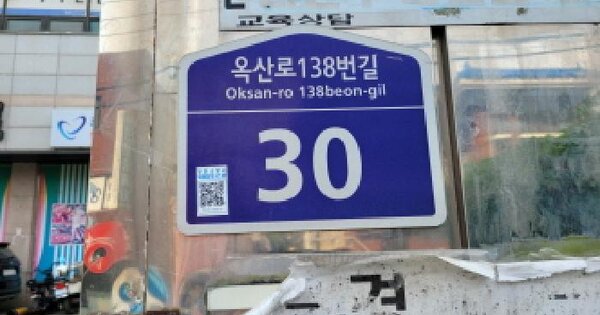 교육상담
옥산로138번길
Oksan-ro 138beon-gil
30